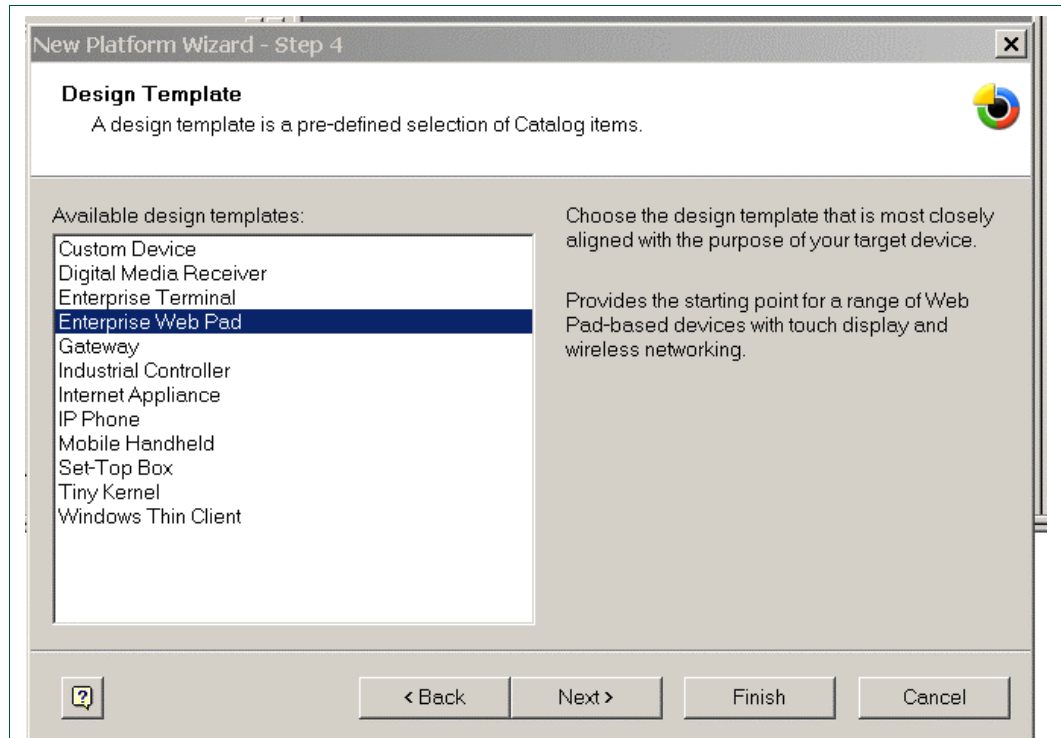 New Platform Wizard - Step 4
Design Template
A design template is a pre-defined selection of Catalog items.
Available design templates:
Custom Device
Digital Media Receiver
Enterprise Terminal
Enterprise Web Pad
Gateway
Industrial Controller
Internet Appliance
IP Phone
Mobile Handheld
Set-Top Box
Tiny Kernel
Windows Thin Client
Choose the design template that is most closely
aligned with the purpose of your target device.
Provides the starting point for a range of Web
Pad-based devices with touch display and
wireless networking.
?
< Back
Next >
Finish
Cancel